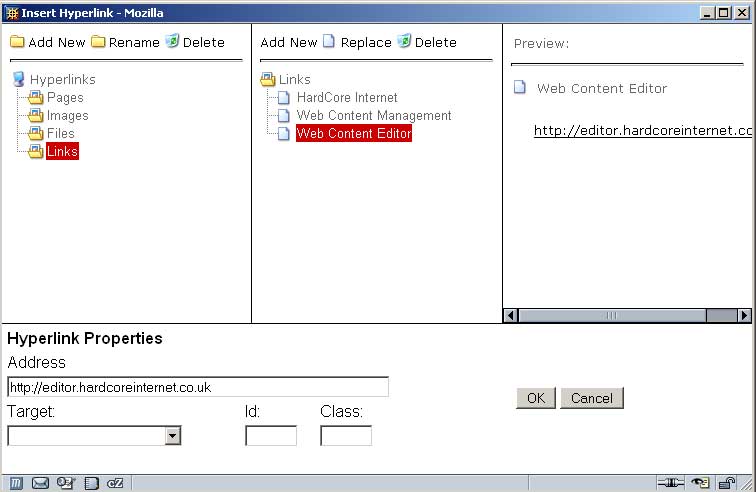 Insert Hyperlink - Mozilla
Add New Rename Delete
Hyperlinks
Pages
Images
Files
Links
Add New Replace Delete
Links
HardCore Internet
Web Content Management
Web Content Editor
Preview:
Web Content Editor
http://editor.hardcoreinternet.co
Hyperlink Properties
Address
http://editor.hardcoreinternet.co.uk
OK Cancel
Target: Id: Class: